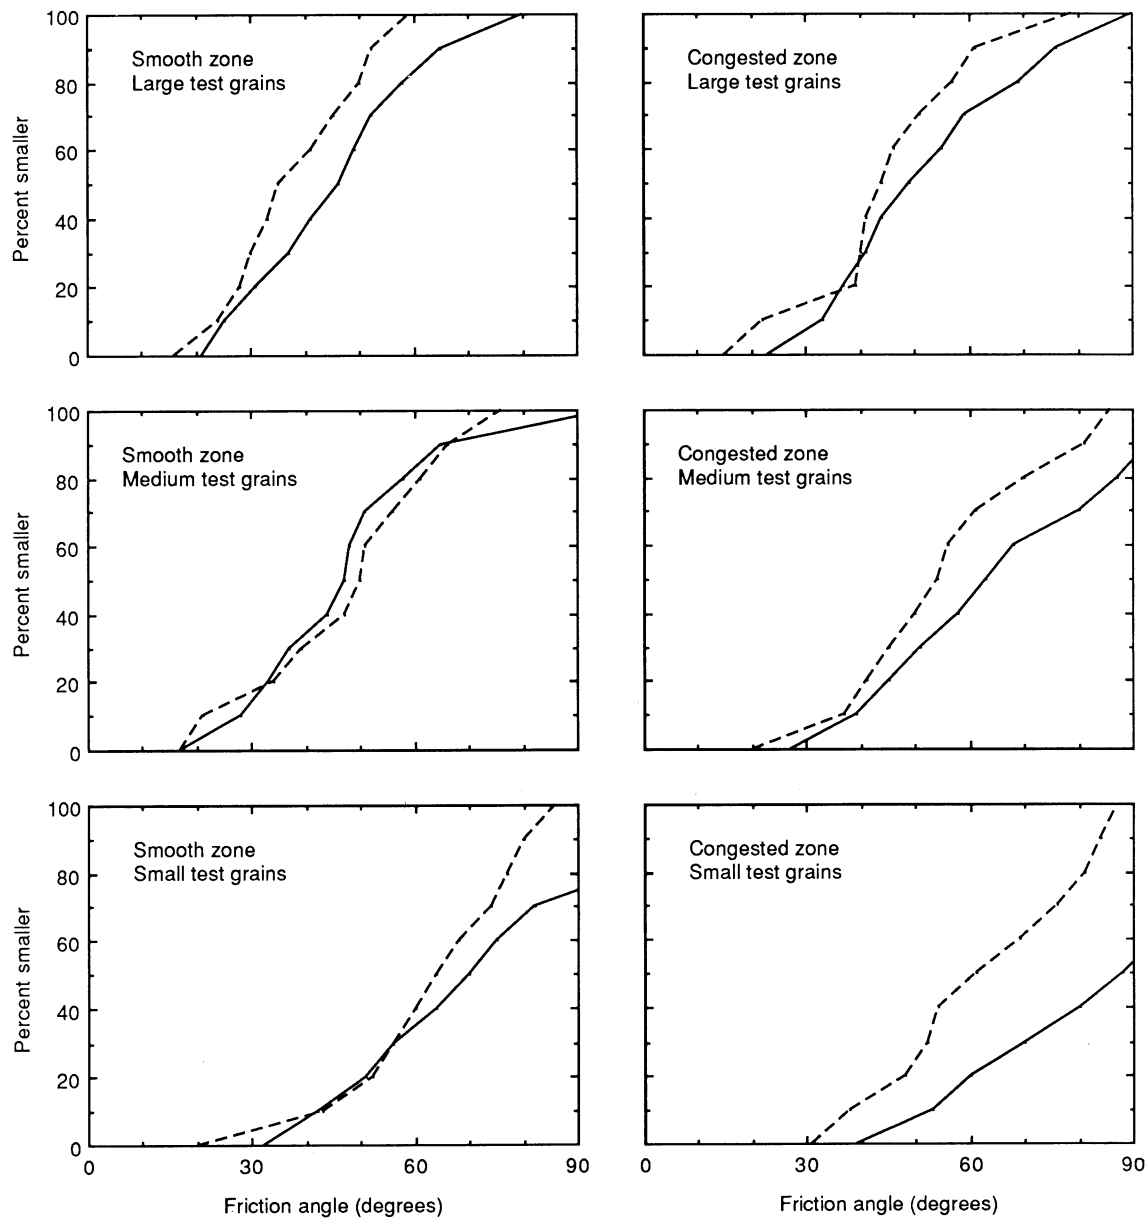 Smooth zone
Large test grains
Percent smaller
100
80
60
40
20
0
Congested zone
Large test grains
Smooth zone
Medium test grains
Percent smaller
100
80
60
40
20
0
Congested zone
Medium test grains
Smooth zone
Small test grains
Percent smaller
100
80
60
40
20
0
0 30 60 90
Friction angle (degrees)
Congested zone
Small test grains
0 30 60 90
Friction angle (degrees)